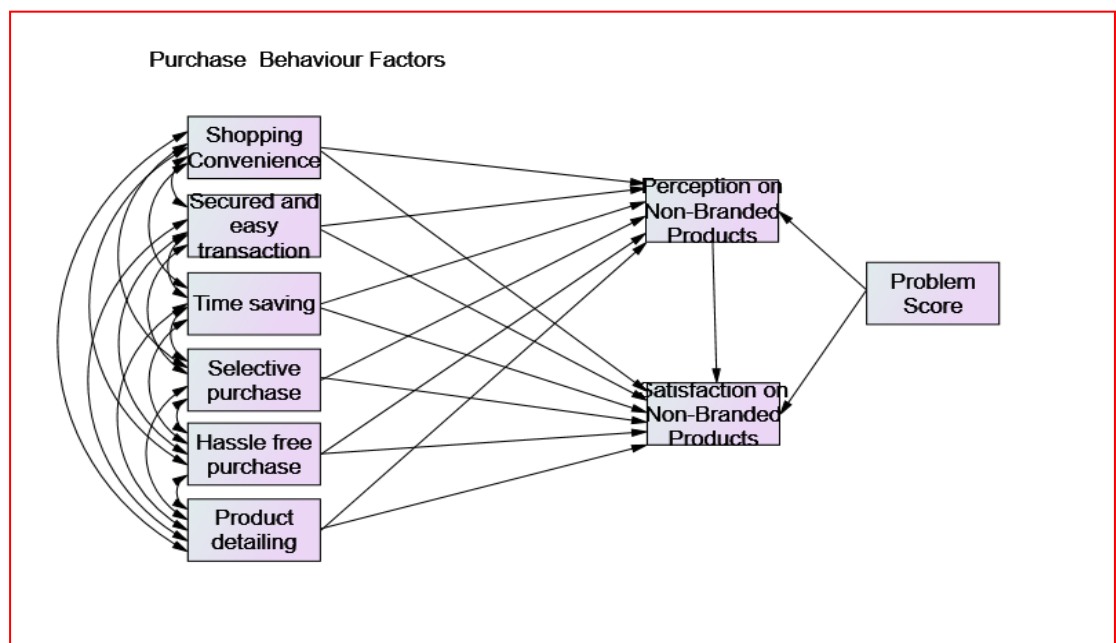 Purchase  Behaviour Factors
Shopping
Convenience
Secured and
easy
transaction
Time saving
Selective
purchase
Hassle free
purchase
Product
detailing
Perception on
Non-Branded
Products
Satisfaction on
Non-Branded
Products
Problem
Score